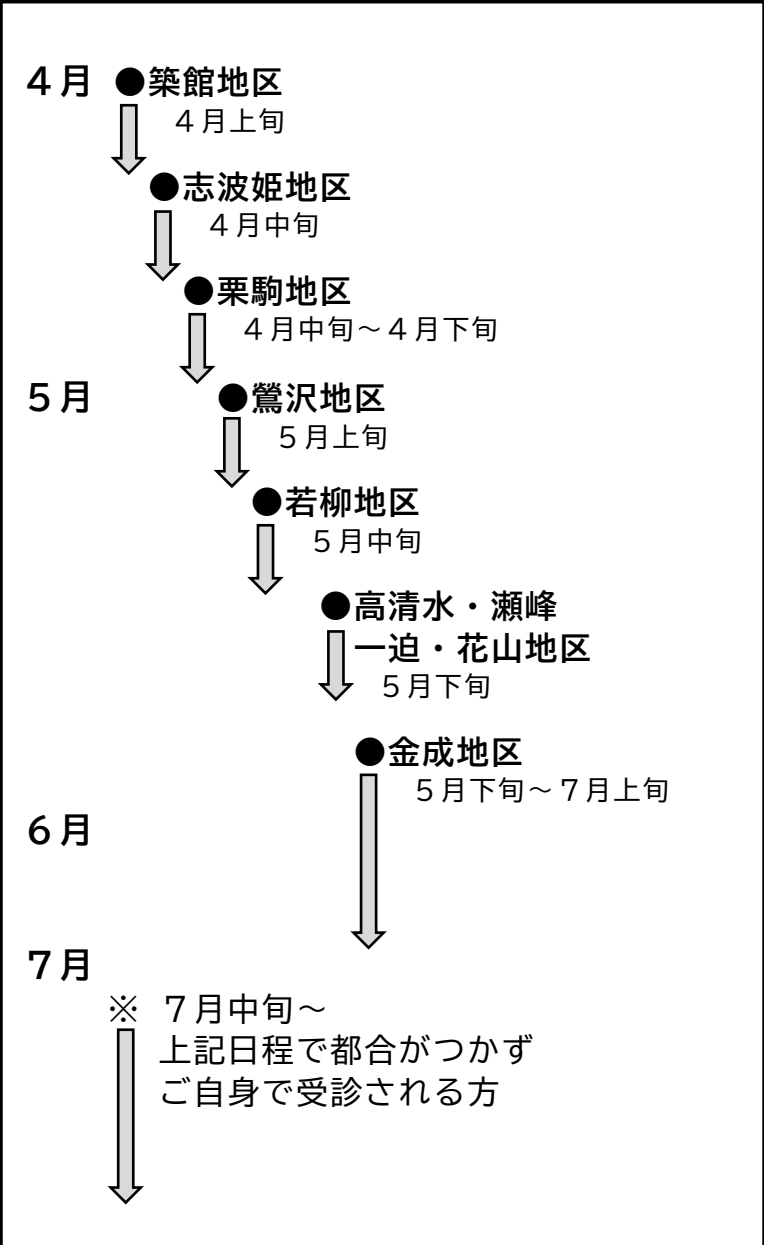 ４月 ●築館地区
４月上旬
●志波姫地区
４月中旬
●栗駒地区
４月中旬～４月下旬
５月 ●鶯沢地区
５月上旬
●若柳地区
５月中旬
●高清水・瀬峰
一迫・花山地区
５月下旬
●金成地区
５月下旬～７月上旬
６月
７月
※ ７月中旬～
上記日程で都合がつかず
ご自身で受診される方